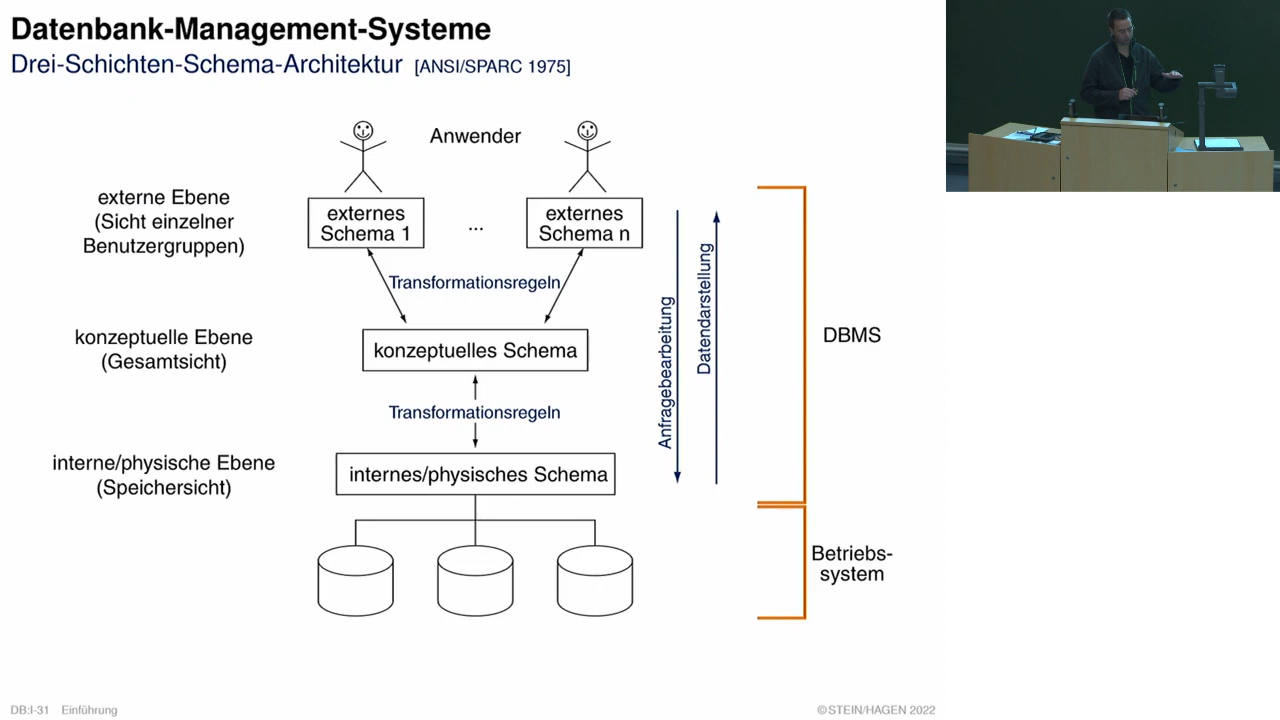 Datenbank-Management-Systeme
Drei-Schichten-Schema-Architektur [ANSI/SPARC 1975]
Anwender
externe Ebene
(Sicht einzelner
Benutzergruppen)
externes
Schema 1
...
externes
Schema n
Transformationsregeln
konzeptuelle Ebene
(Gesamtsicht)
konzeptuelles Schema
Transformationsregeln
interne/physische Ebene
(Speichersicht)
internes/physisches Schema
Anfragebearbeitung
Datendarstellung
DBMS
Betriebs-
system
DB:I-31 Einführung
©STEIN/HAGEN 2022